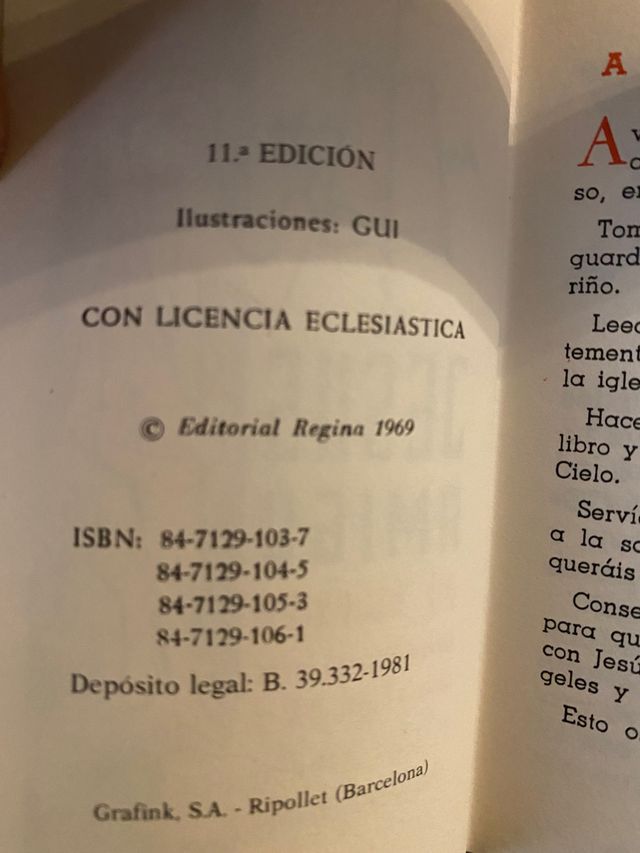 11.ª EDICIÓN
Ilustraciones: GUI
CON LICENCIA ECLESIASTICA
© Editorial Regina 1969
ISBN: 84-7129-103-7
84-7129-104-5
84-7129-105-3
84-7129-106-1
Depósito legal: B. 39.332-1981
Grafink, S.A. - Ripollet (Barcelona)
A
A
so,
Tom
guard
riño.
Leed
tement
la igle
Hace
libro y
Cielo.
Serví
a la so
queráis
Conse
para qu
con Jesú
geles y
Esto o